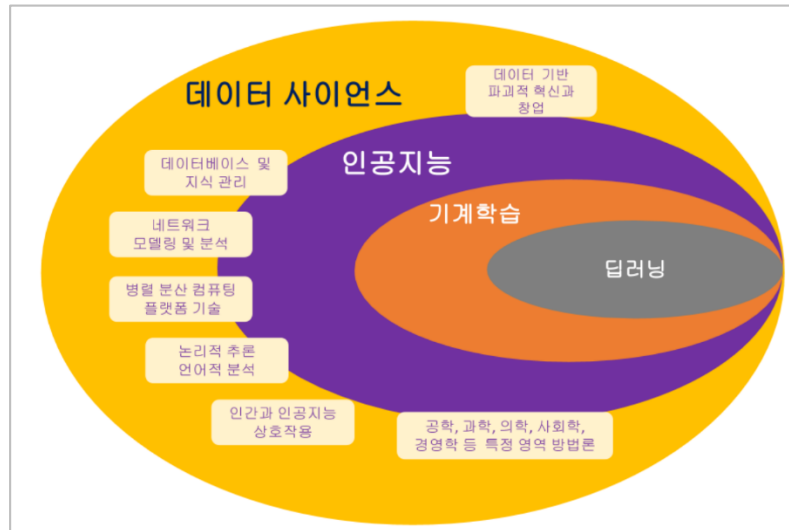 데이터 사이언스
데이터 기반
파괴적 혁신과
창업
데이터베이스 및
지식 관리
인공지능
네트워크
모델링 및 분석
기계학습
딥러닝
병렬 분산 컴퓨팅
플랫폼 기술
논리적 추론
언어적 분석
인간과 인공지능
상호작용
공학, 과학, 의학, 사회학,
경영학 등 특정 영역 방법론